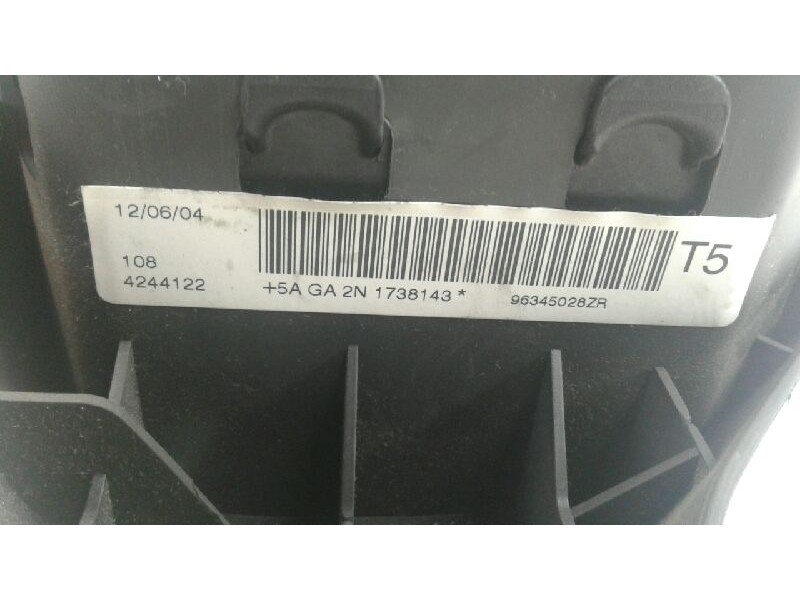 12/06/04
108
4244122
+5A GA 2N 1738143 *
96345028ZR
T5